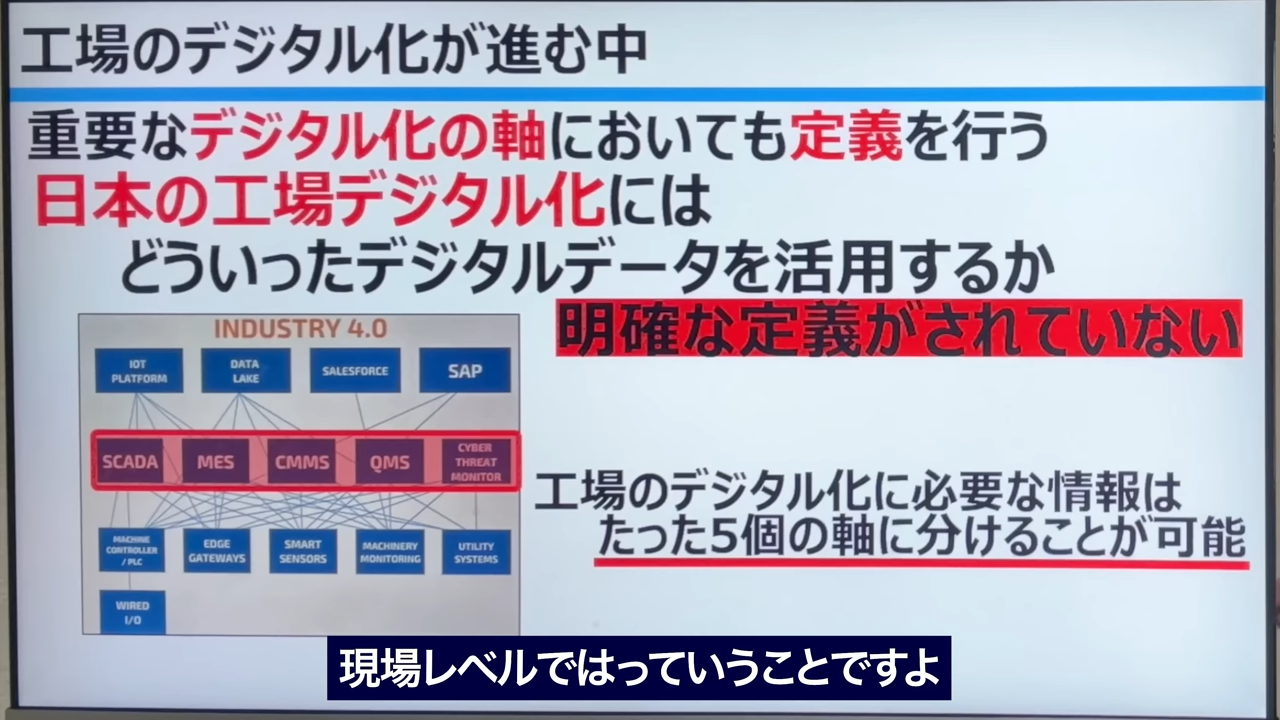 工場のデジタル化が進む中
重要なデジタル化の軸においても定義を行う
日本の工場デジタル化には
どういったデジタルデータを活用するか
明確な定義がされていない
INDUSTRY 4.0
IOT
PLATFORM
DATA
LAKE
SALESFORCE
SAP
SCADA
MES
CMMS
QMS
CYBER
THREAT
MONITOR
MACHINE
CONTROLLER
/ PLC
EDGE
GATEWAYS
SMART
SENSORS
MACHINERY
MONITORING
UTILITY
SYSTEMS
WIRED
I/O
工場のデジタル化に必要な情報は
たった5個の軸に分けることが可能
現場レベルではっていうことですよ